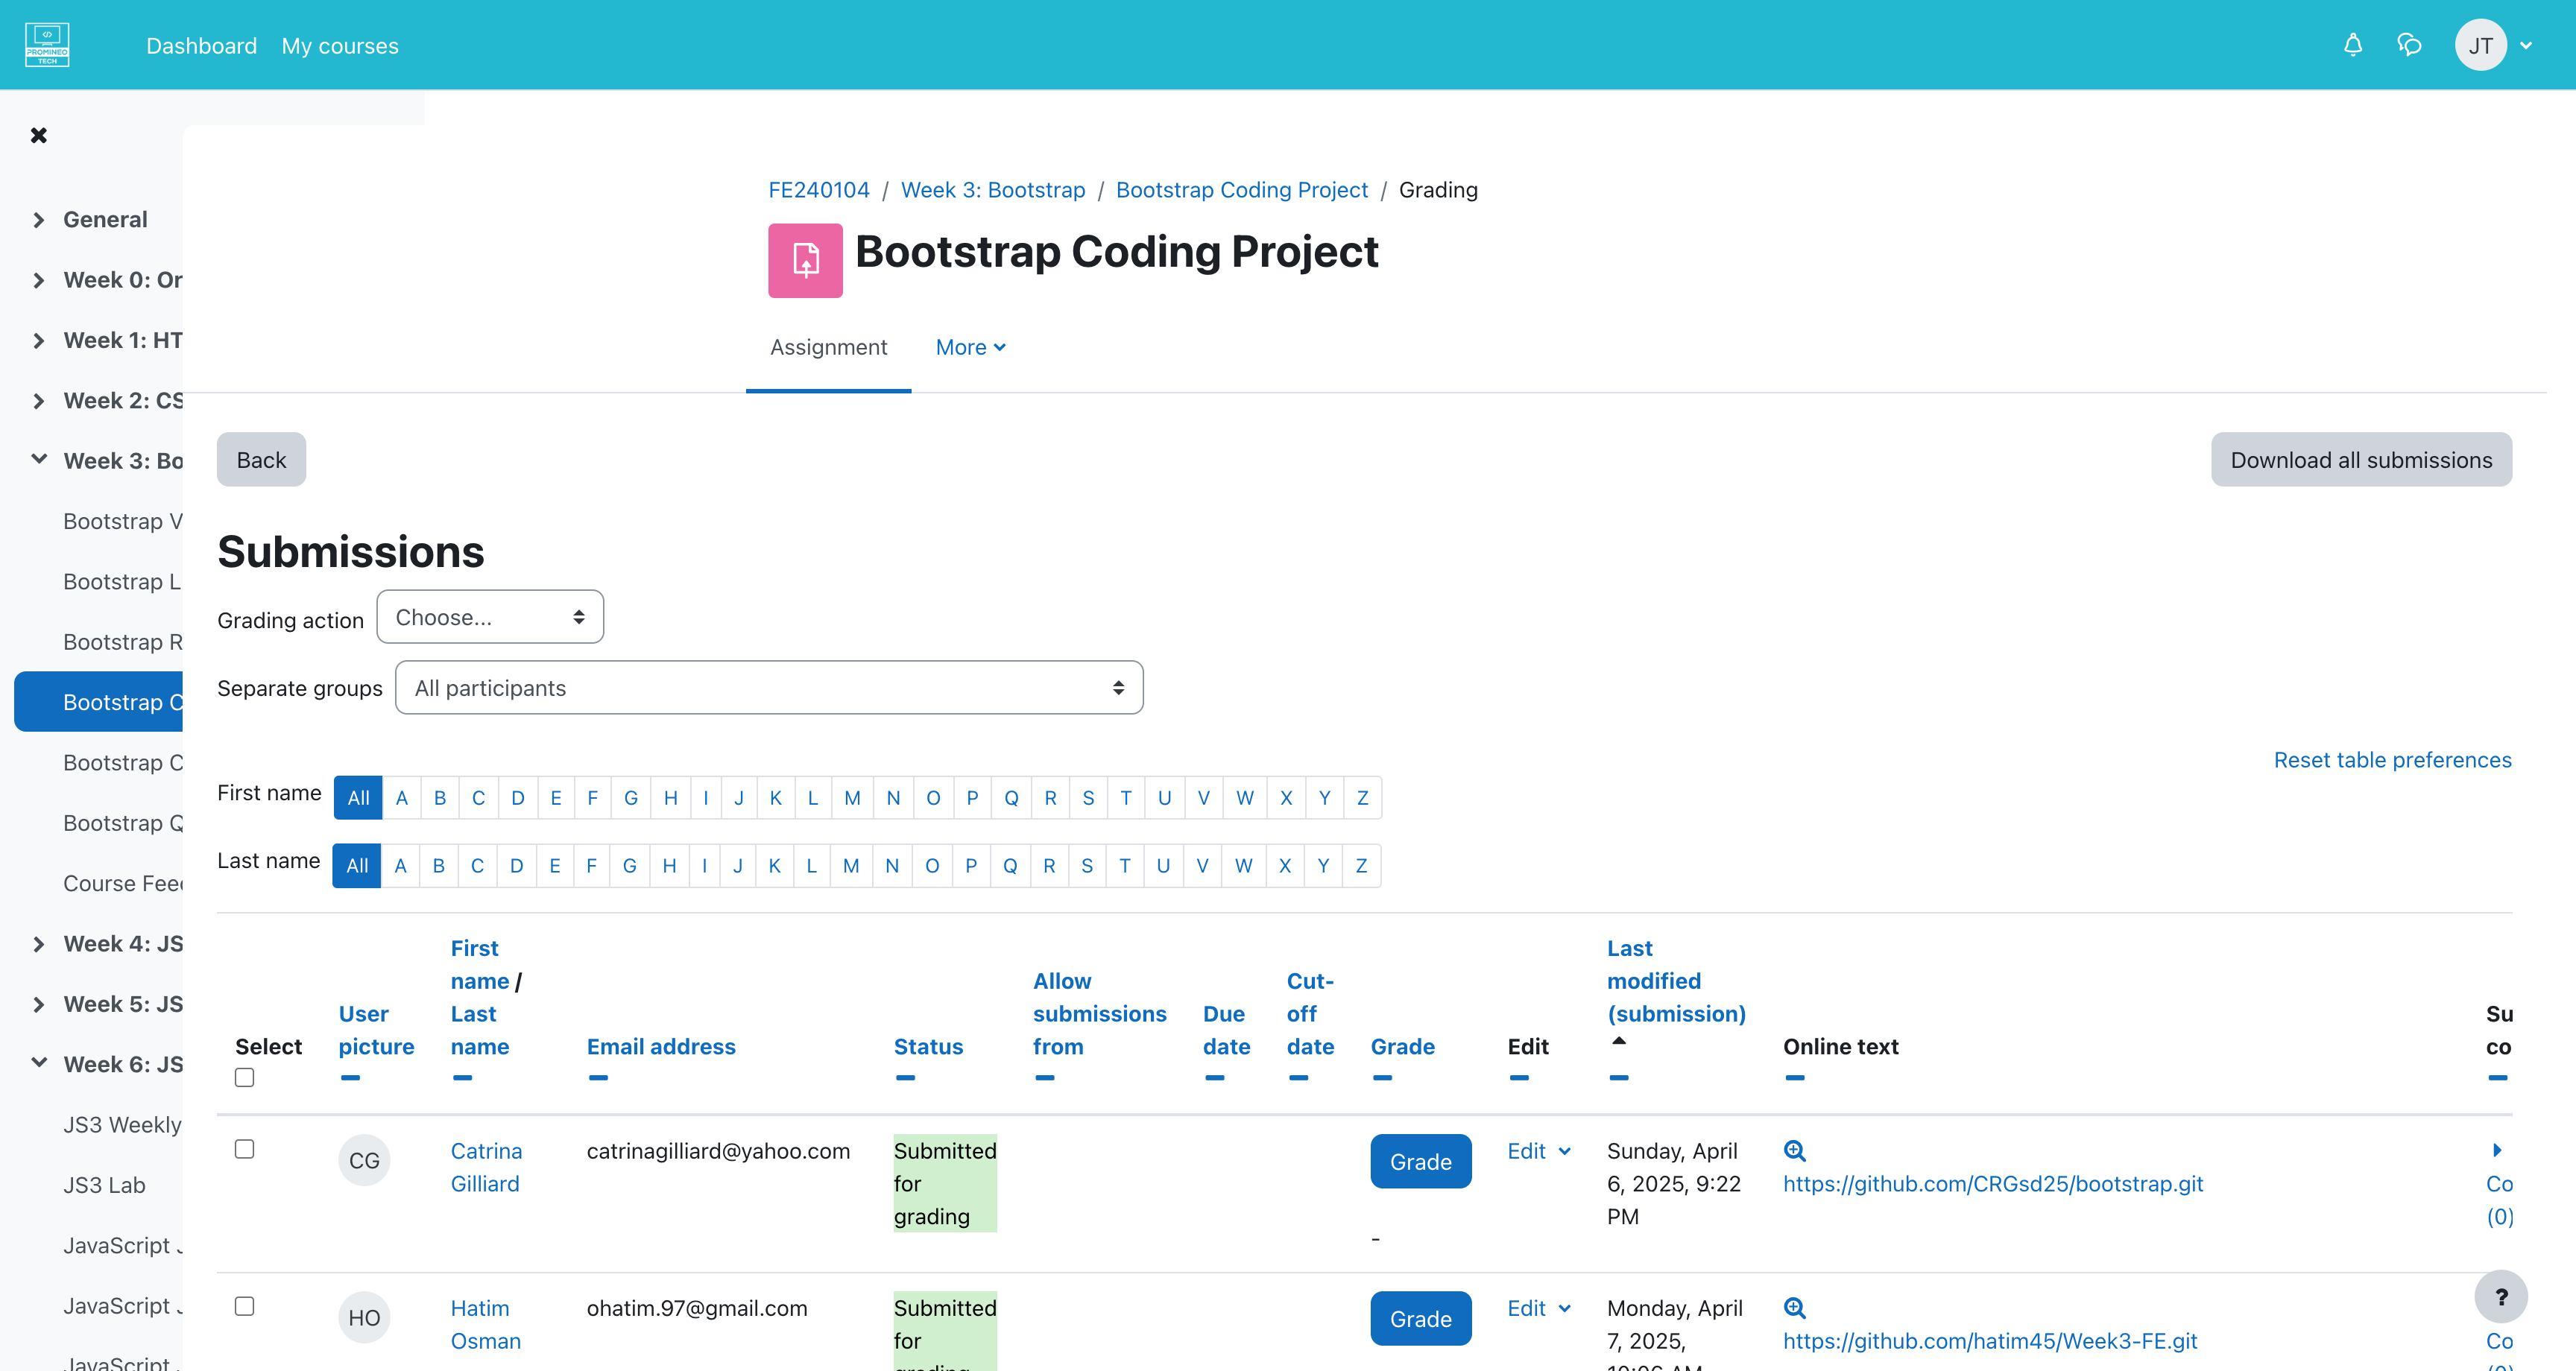 </> PROMINEO TECH
Dashboard My courses
JT
General
Week 0: Or
Week 1: HT
Week 2: CS
Week 3: Bo
Bootstrap V
Bootstrap L
Bootstrap R
Bootstrap C
Bootstrap C
Bootstrap Q
Course Feed
Week 4: JS
Week 5: JS
Week 6: JS
JS3 Weekly
JS3 Lab
JavaScript J
JavaScript J
JavaScript
FE240104 / Week 3: Bootstrap / Bootstrap Coding Project / Grading
Bootstrap Coding Project
Assignment More
Back Download all submissions
Submissions
Grading action Choose...
Separate groups All participants
Reset table preferences
First name All A B C D E F G H I J K L M N O P Q R S T U V W X Y Z
Last name All A B C D E F G H I J K L M N O P Q R S T U V W X Y Z
Select
User picture
First name / Last name
Email address
Status
Allow submissions from
Due date
Cut-off date
Grade
Edit
Last modified (submission)
Online text
Su
co
CG
Catrina Gilliard
catrinagilliard@yahoo.com
Submitted for grading
Grade
-
Edit
Sunday, April 6, 2025, 9:22 PM
https://github.com/CRGsd25/bootstrap.git
Co
(0)
HO
Hatim Osman
ohatim.97@gmail.com
Submitted for grading
Grade
Edit
Monday, April 7, 2025, 10:06 AM
https://github.com/hatim45/Week3-FE.git
Co
?